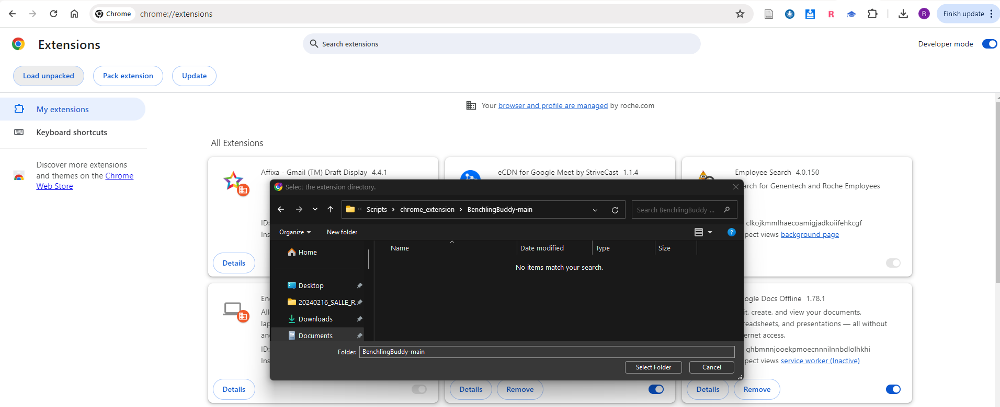 Chrome chrome://extensions
R
R
Finish update
Extensions
Search extensions
Developer mode
Load unpacked
Pack extension
Update
My extensions
Keyboard shortcuts
Discover more extensions
and themes on the Chrome
Web Store
Your browser and profile are managed by roche.com
All Extensions
Affixa - Gmail (TM) Draft Display 4.4.1
ID:
Details
eCDN for Google Meet by StriveCast 1.1.4
Employee Search 4.0.150
arch for Genentech and Roche Employees
clkojkmmlhaecoamigjadkoiifehkcgf
pect views background page
Select the extension directory.
« Scripts > chrome_extension > BenchlingBuddy-main
Search BenchlingBuddy-...
Organize
New folder
?
Home
Desktop
20240216_SALLE_R
Downloads
Documents
Name
Date modified
Type
Size
No items match your search.
Folder: BenchlingBuddy-main
Select Folder
Cancel
ID:
Details
Details
Remove
ogle Docs Offline 1.78.1
it, create, and view your documents,
readsheets, and presentations — all without
ernet access.
ghbmnnjooekpmoecnnnilnnbdlolhkhi
pect views service worker (Inactive)
Details
Remove